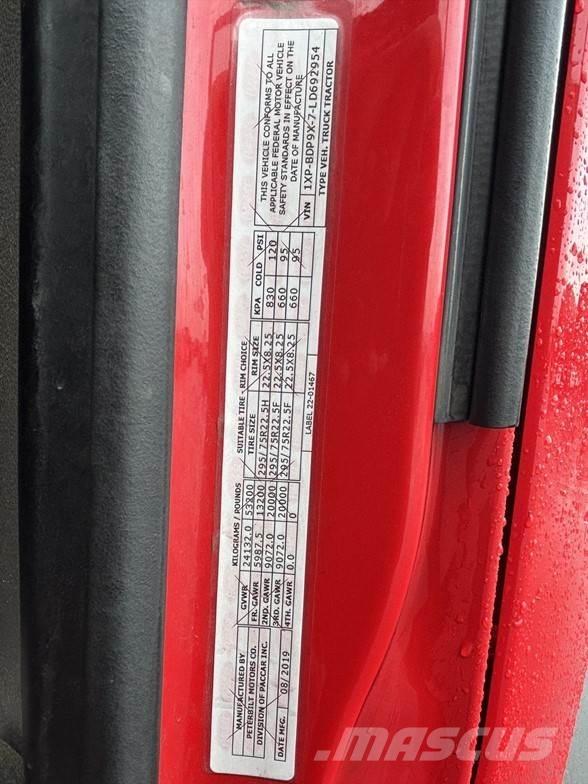 MANUFACTURED BY
PETERBILT MOTORS CO.
DIVISION OF PACCAR INC.
DATE MFG. 08/2019
KILOGRAMS / POUNDS SUITABLE TIRE - RIM CHOICE
TIRE SIZE RIM SIZE KPA COLD PSI
GVWR 24132.0 53200
FR. GAWR 5987.5 13200 295/75R22.5H 22.5X8.25 830 120
2ND. GAWR 9072.0 20000 295/75R22.5F 22.5X8.25 660 95
3RD. GAWR 9072.0 20000 295/75R22.5F 22.5X8.25 660 95
4TH. GAWR 0.0 0
LABEL 22-01467
THIS VEHICLE CONFORMS TO ALL
APPLICABLE FEDERAL MOTOR VEHICLE
SAFETY STANDARDS IN EFFECT ON THE
DATE OF MANUFACTURE
VIN 1XP-BDP9X-7-LD692954
TYPE VEH. TRUCK TRACTOR
MASCUS